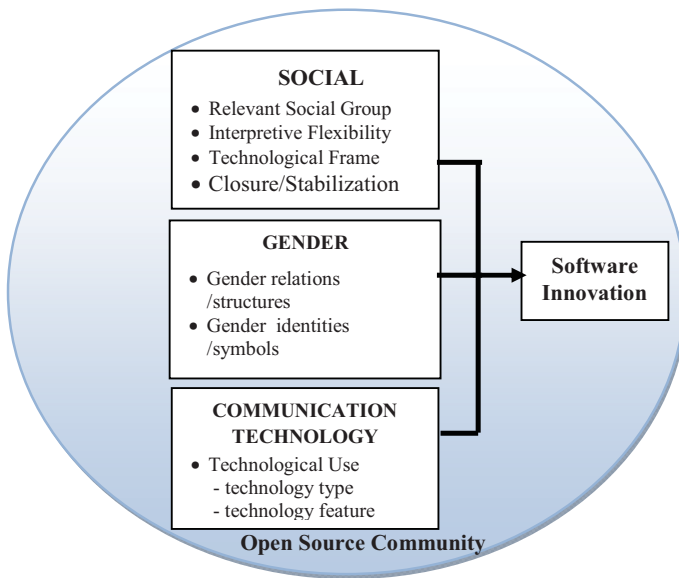 SOCIAL
• Relevant Social Group
• Interpretive Flexibility
• Technological Frame
• Closure/Stabilization
GENDER
• Gender relations
/structures
• Gender identities
/symbols
COMMUNICATION
TECHNOLOGY
• Technological Use
- technology type
- technology feature
Software
Innovation
Open Source Community